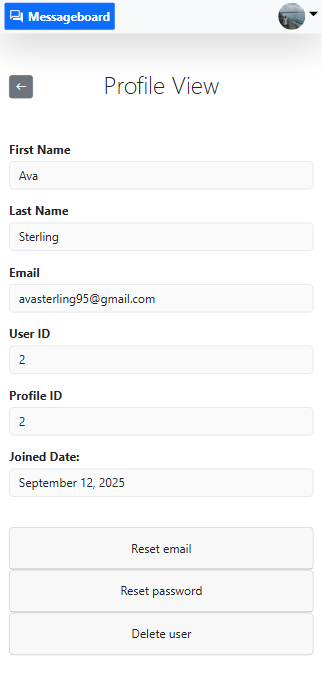 Messageboard
Profile View
First Name
Ava
Last Name
Sterling
Email
avasterling95@gmail.com
User ID
2
Profile ID
2
Joined Date:
September 12, 2025
Reset email
Reset password
Delete user